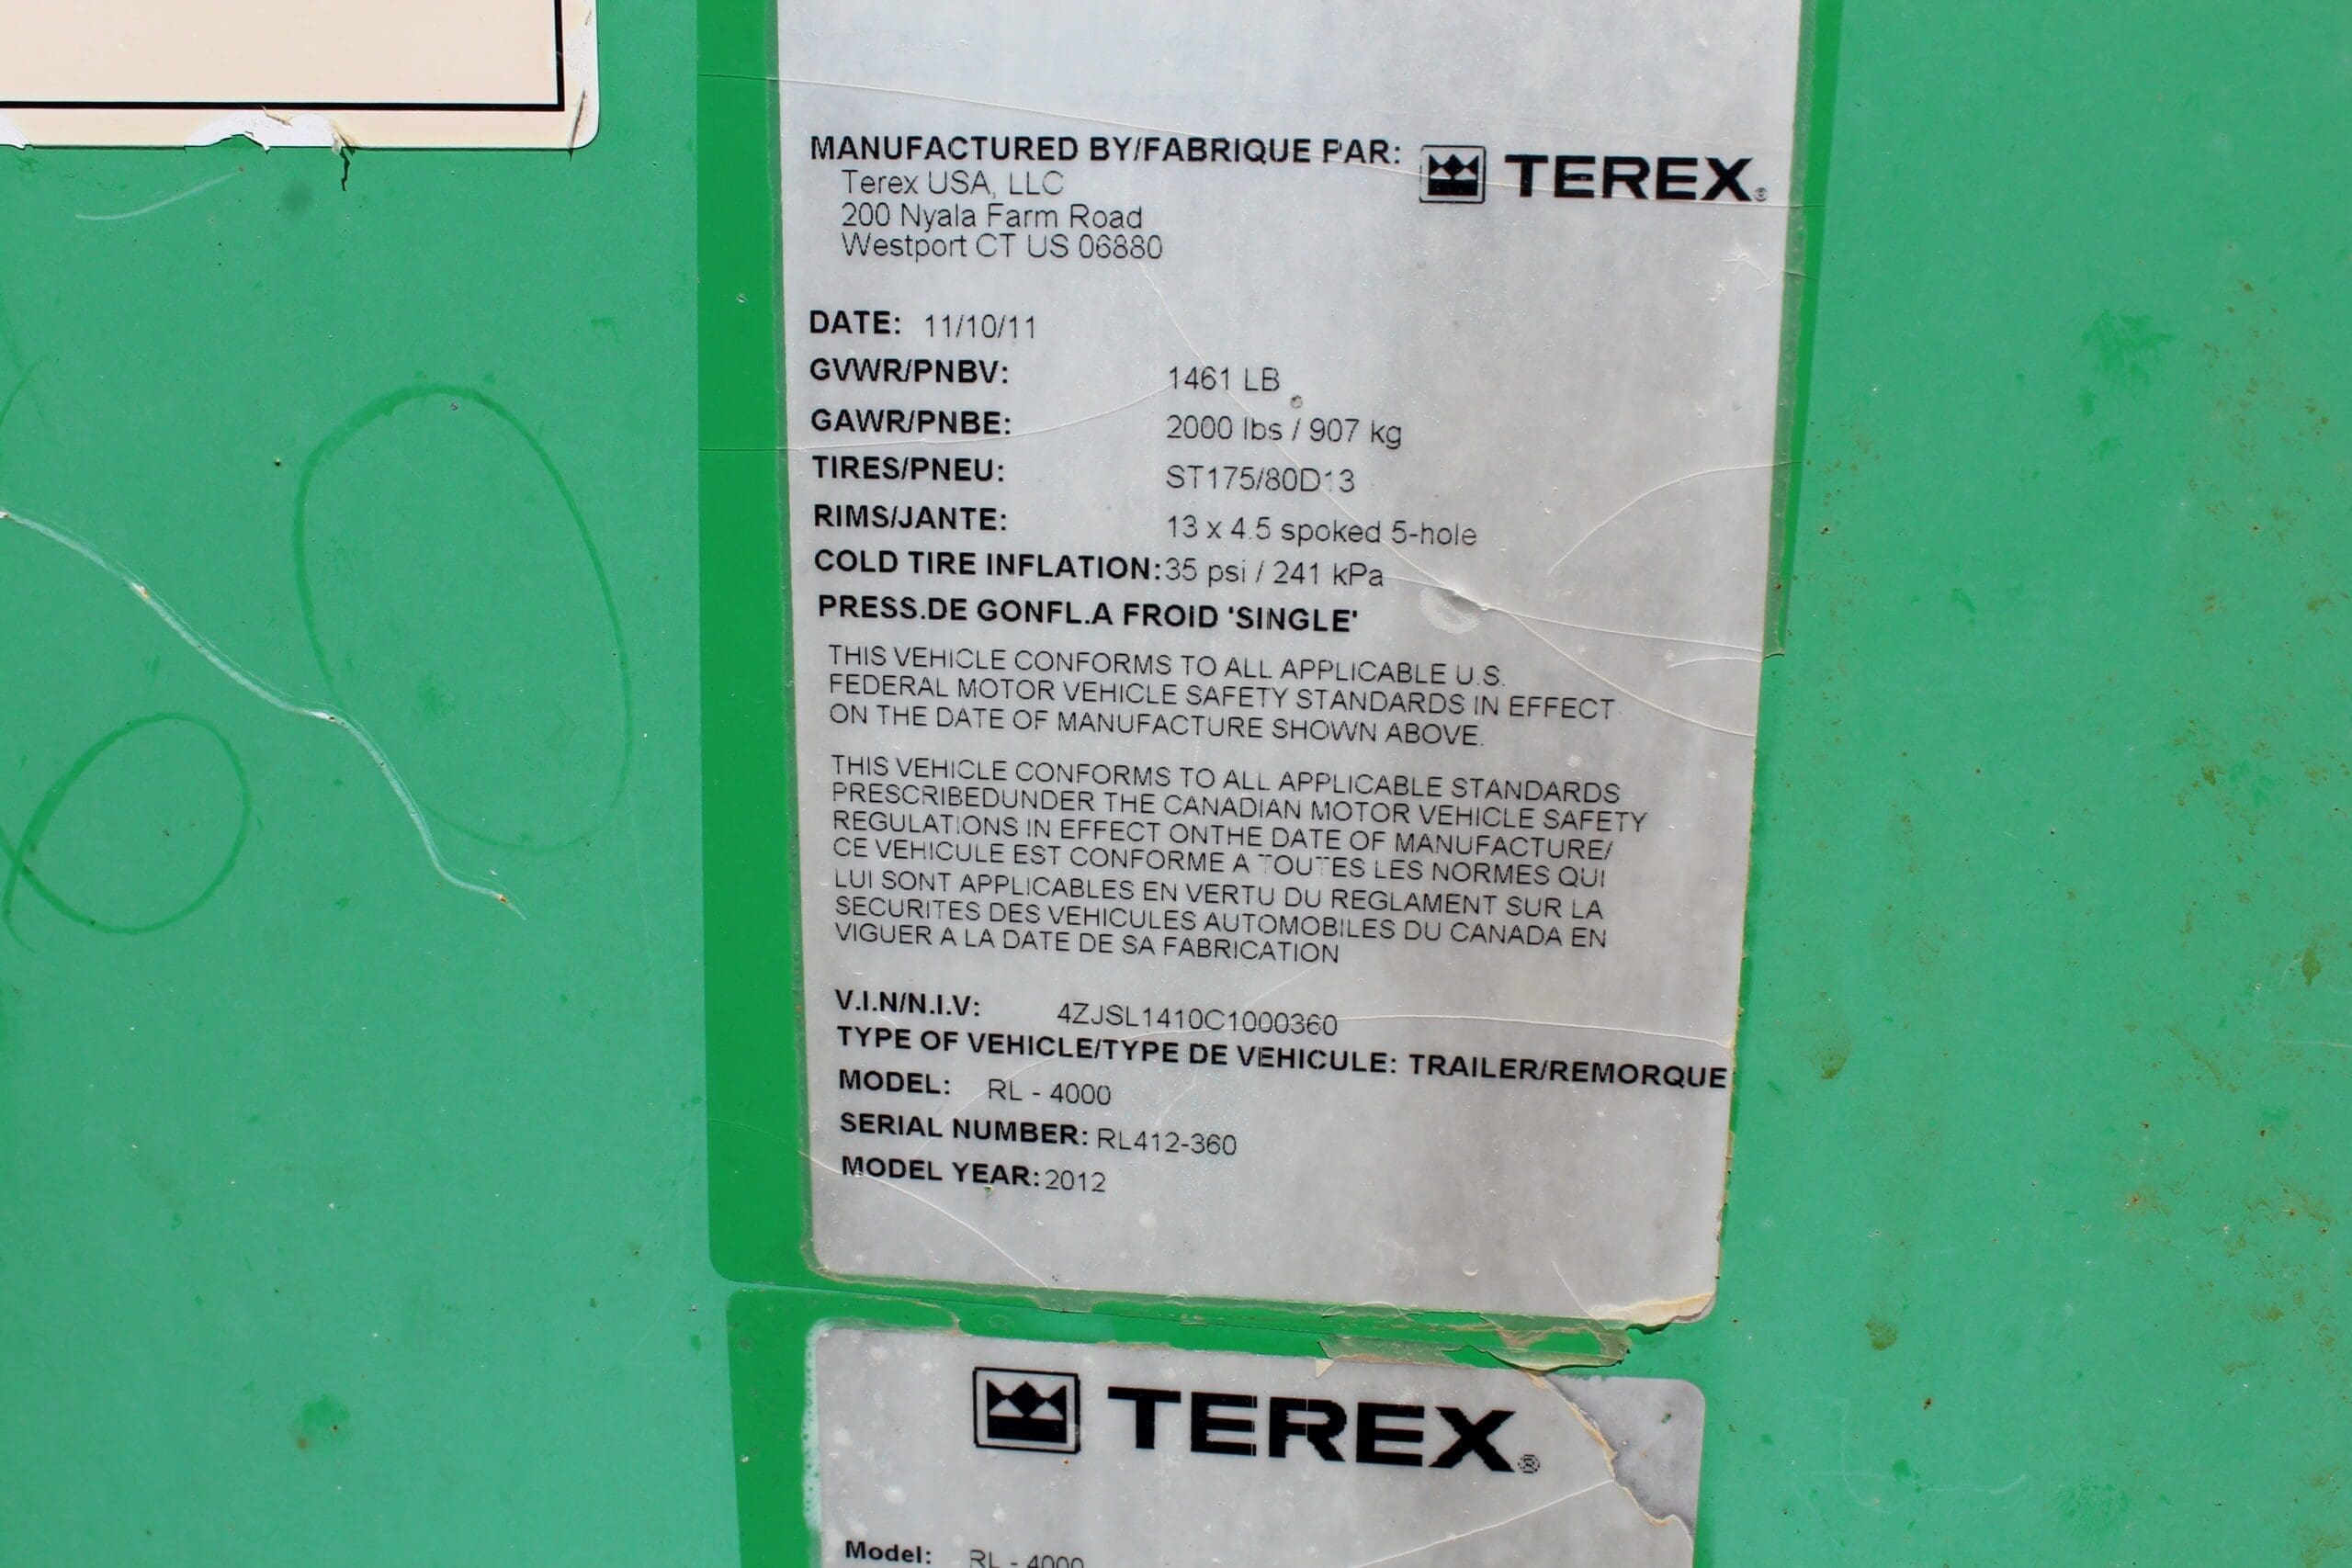 MANUFACTURED BY/FABRIQUE PAR: TEREX®
Terex USA, LLC
200 Nyala Farm Road
Westport CT US 06880
DATE: 11/10/11
GVWR/PNBV: 1461 LB
GAWR/PNBE: 2000 lbs / 907 kg
TIRES/PNEU: ST175/80D13
RIMS/JANTE: 13 x 4.5 spoked 5-hole
COLD TIRE INFLATION: 35 psi / 241 kPa
PRESS.DE GONFL.A FROID 'SINGLE'
THIS VEHICLE CONFORMS TO ALL APPLICABLE U.S.
FEDERAL MOTOR VEHICLE SAFETY STANDARDS IN EFFECT
ON THE DATE OF MANUFACTURE SHOWN ABOVE.
THIS VEHICLE CONFORMS TO ALL APPLICABLE STANDARDS
PRESCRIBEDUNDER THE CANADIAN MOTOR VEHICLE SAFETY
REGULATIONS IN EFFECT ONTHE DATE OF MANUFACTURE/
CE VEHICULE EST CONFORME A TOUTES LES NORMES QUI
LUI SONT APPLICABLES EN VERTU DU REGLAMENT SUR LA
SECURITES DES VEHICULES AUTOMOBILES DU CANADA EN
VIGUER A LA DATE DE SA FABRICATION
V.I.N/N.I.V: 4ZJSL1410C1000360
TYPE OF VEHICLE/TYPE DE VEHICULE: TRAILER/REMORQUE
MODEL: RL - 4000
SERIAL NUMBER: RL412-360
MODEL YEAR: 2012
TEREX®
Model: RL - 4000